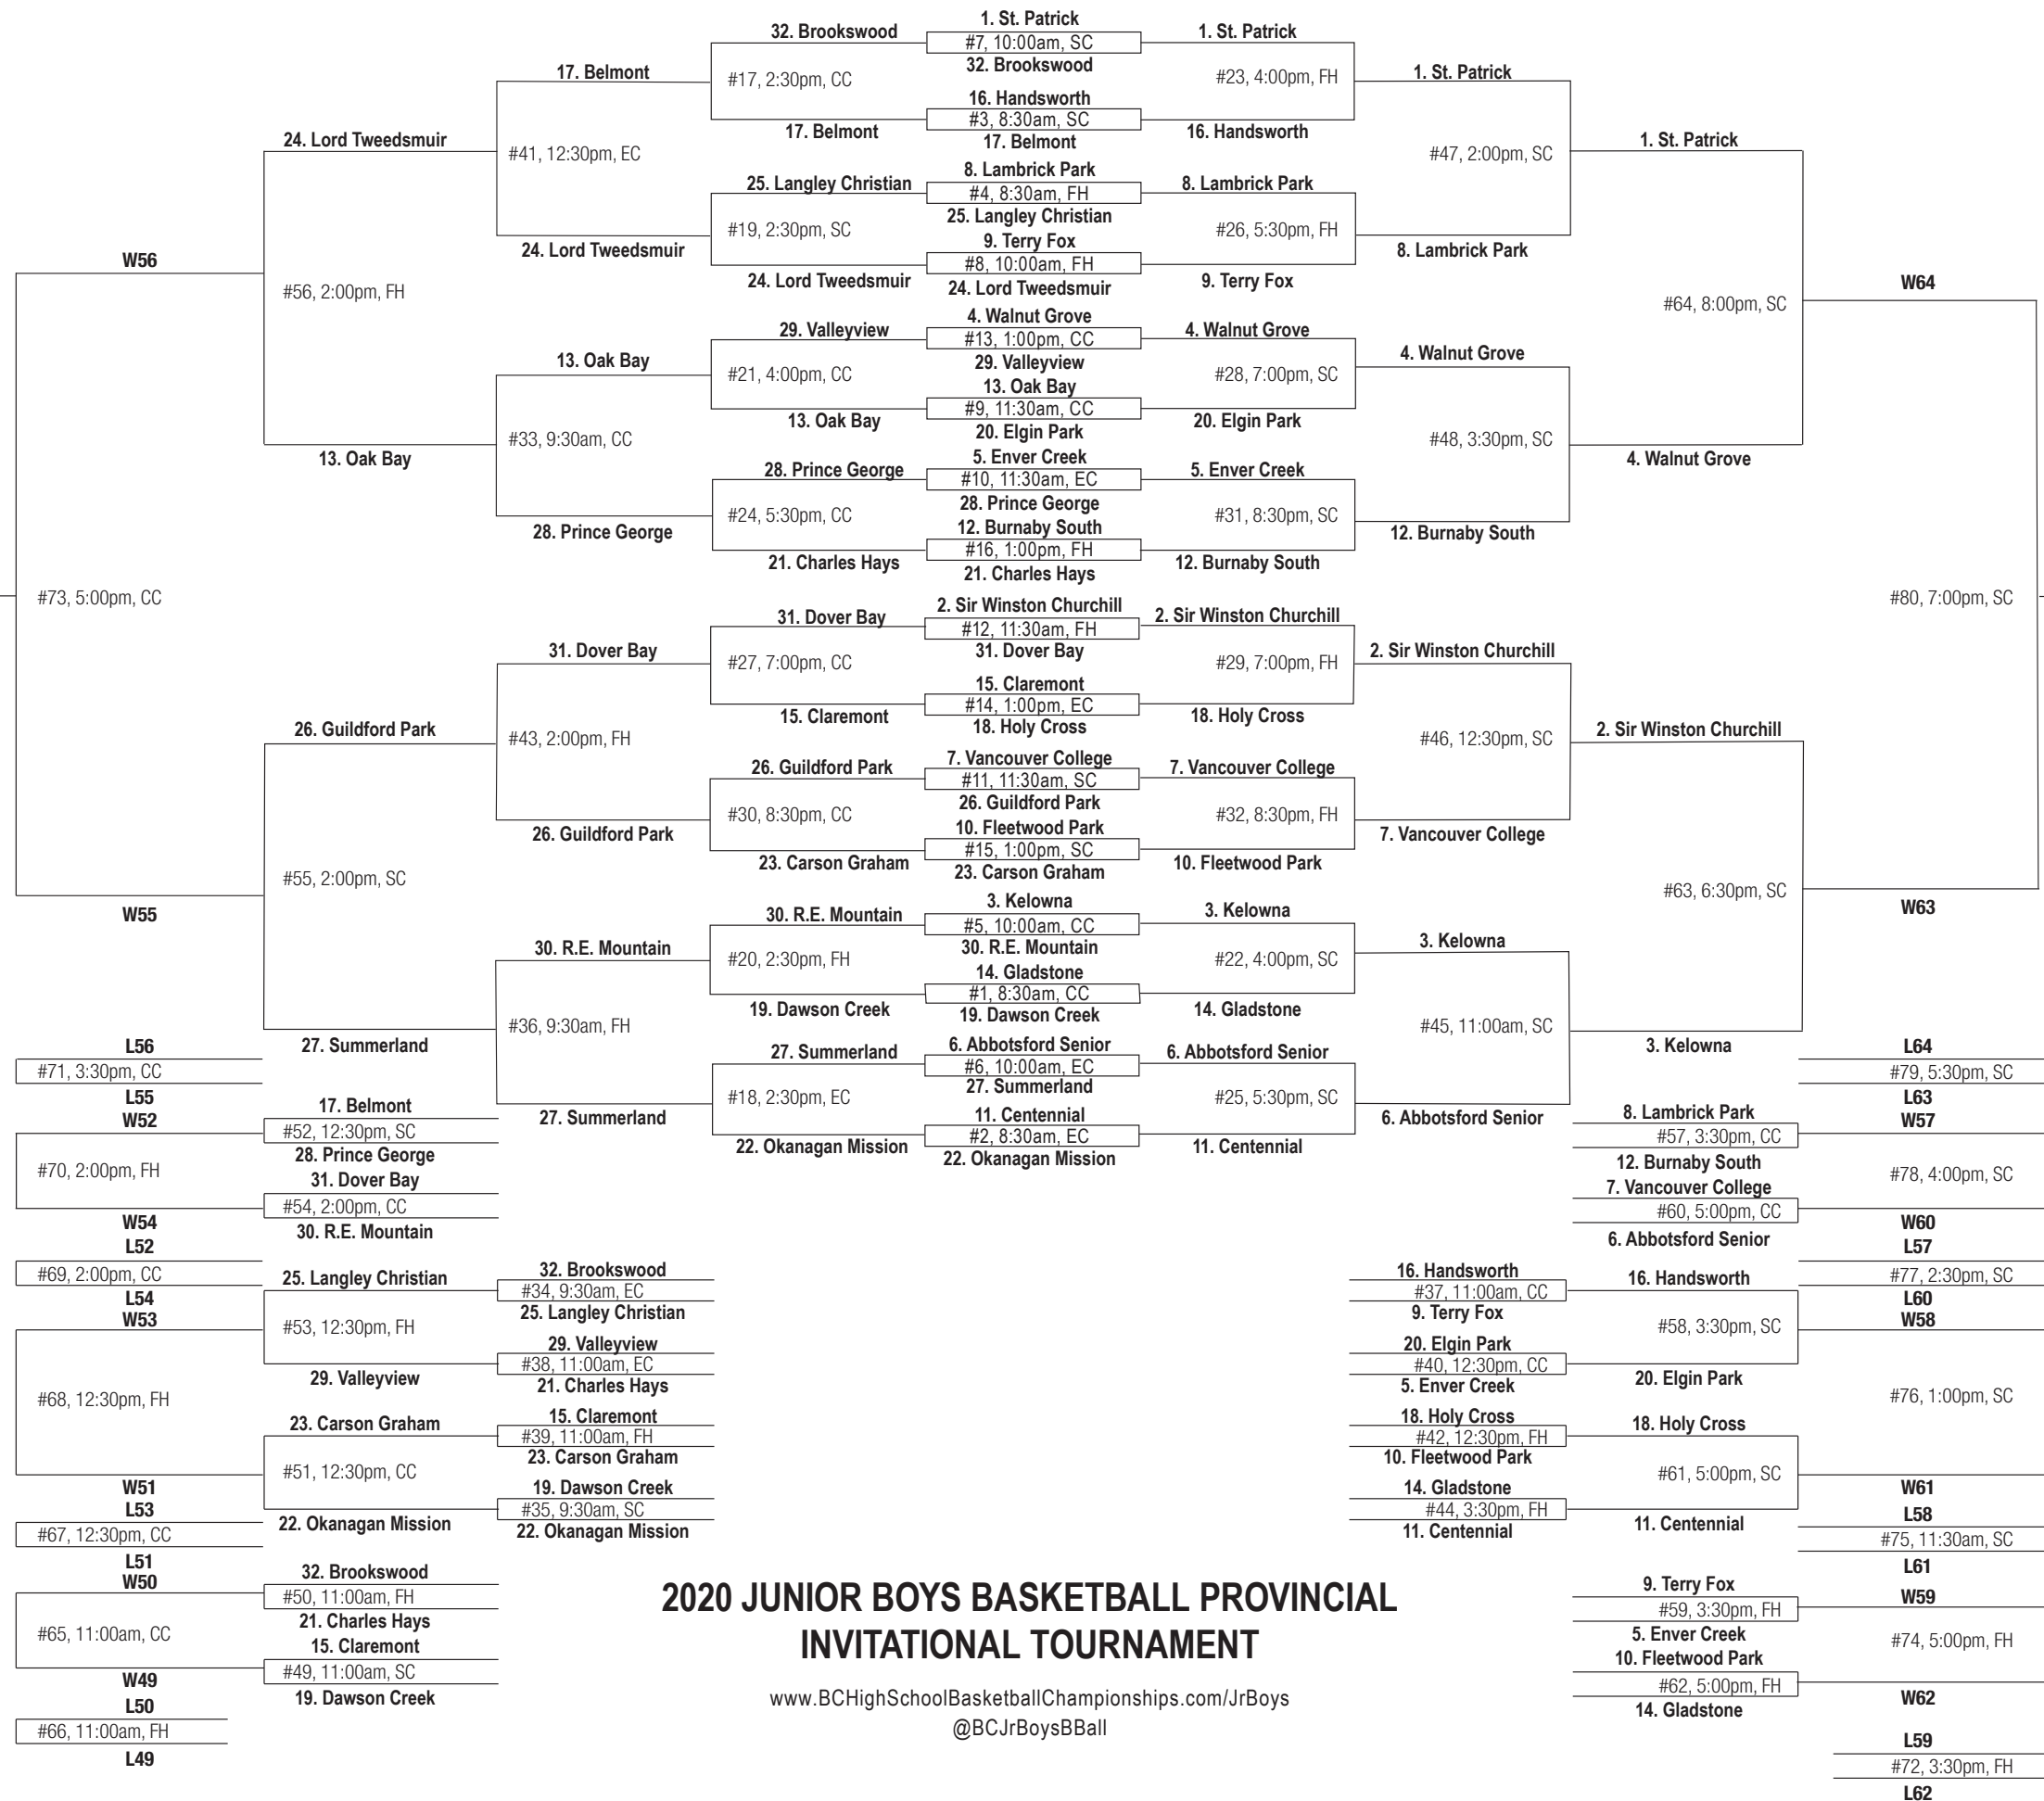 1. St. Patrick
32. Brookswood
#7, 10:00am, SC
1. St. Patrick
32. Brookswood
17. Belmont
#17, 2:30pm, CC
#23, 4:00pm, FH
1. St. Patrick
16. Handsworth
#3, 8:30am, SC
17. Belmont
17. Belmont
16. Handsworth
24. Lord Tweedsmuir
#41, 12:30pm, EC
#47, 2:00pm, SC
1. St. Patrick
8. Lambrick Park
25. Langley Christian
#4, 8:30am, FH
8. Lambrick Park
25. Langley Christian
#19, 2:30pm, SC
#26, 5:30pm, FH
9. Terry Fox
24. Lord Tweedsmuir
#8, 10:00am, FH
8. Lambrick Park
24. Lord Tweedsmuir
24. Lord Tweedsmuir
9. Terry Fox
W56
#56, 2:00pm, FH
#64, 8:00pm, SC
W64
4. Walnut Grove
29. Valleyview
#13, 1:00pm, CC
4. Walnut Grove
29. Valleyview
13. Oak Bay
#21, 4:00pm, CC
#28, 7:00pm, SC
4. Walnut Grove
13. Oak Bay
#9, 11:30am, CC
13. Oak Bay
20. Elgin Park
20. Elgin Park
#33, 9:30am, CC
#48, 3:30pm, SC
13. Oak Bay
4. Walnut Grove
5. Enver Creek
28. Prince George
#10, 11:30am, EC
5. Enver Creek
28. Prince George
#24, 5:30pm, CC
#31, 8:30pm, SC
12. Burnaby South
28. Prince George
#16, 1:00pm, FH
12. Burnaby South
21. Charles Hays
21. Charles Hays
12. Burnaby South
#73, 5:00pm, CC
#80, 7:00pm, SC
2. Sir Winston Churchill
31. Dover Bay
#12, 11:30am, FH
2. Sir Winston Churchill
31. Dover Bay
31. Dover Bay
#27, 7:00pm, CC
#29, 7:00pm, FH
2. Sir Winston Churchill
15. Claremont
#14, 1:00pm, EC
15. Claremont
18. Holy Cross
18. Holy Cross
26. Guildford Park
#43, 2:00pm, FH
#46, 12:30pm, SC
2. Sir Winston Churchill
7. Vancouver College
26. Guildford Park
#11, 11:30am, SC
7. Vancouver College
26. Guildford Park
#30, 8:30pm, CC
#32, 8:30pm, FH
10. Fleetwood Park
26. Guildford Park
#15, 1:00pm, SC
7. Vancouver College
23. Carson Graham
23. Carson Graham
10. Fleetwood Park
#55, 2:00pm, SC
#63, 6:30pm, SC
W55
W63
3. Kelowna
30. R.E. Mountain
#5, 10:00am, CC
3. Kelowna
30. R.E. Mountain
30. R.E. Mountain
#20, 2:30pm, FH
#22, 4:00pm, SC
3. Kelowna
14. Gladstone
#1, 8:30am, CC
19. Dawson Creek
19. Dawson Creek
14. Gladstone
#36, 9:30am, FH
#45, 11:00am, SC
27. Summerland
3. Kelowna
6. Abbotsford Senior
27. Summerland
#6, 10:00am, EC
6. Abbotsford Senior
27. Summerland
#18, 2:30pm, EC
#25, 5:30pm, SC
11. Centennial
27. Summerland
#2, 8:30am, EC
6. Abbotsford Senior
22. Okanagan Mission
22. Okanagan Mission
11. Centennial
L56
#71, 3:30pm, CC
L55
W52
17. Belmont
#52, 12:30pm, SC
28. Prince George
#70, 2:00pm, FH
31. Dover Bay
#54, 2:00pm, CC
W54
30. R.E. Mountain
L52
#69, 2:00pm, CC
L54
L64
#79, 5:30pm, SC
L63
8. Lambrick Park
W57
#57, 3:30pm, CC
12. Burnaby South
#78, 4:00pm, SC
7. Vancouver College
#60, 5:00pm, CC
W60
6. Abbotsford Senior
L57
#77, 2:30pm, SC
L60
W53
25. Langley Christian
32. Brookswood
#34, 9:30am, EC
25. Langley Christian
#53, 12:30pm, FH
29. Valleyview
#38, 11:00am, EC
29. Valleyview
21. Charles Hays
#68, 12:30pm, FH
23. Carson Graham
15. Claremont
#39, 11:00am, FH
23. Carson Graham
#51, 12:30pm, CC
19. Dawson Creek
#35, 9:30am, SC
22. Okanagan Mission
22. Okanagan Mission
W51
L53
#67, 12:30pm, CC
L51
16. Handsworth
#37, 11:00am, CC
9. Terry Fox
16. Handsworth
W58
#58, 3:30pm, SC
20. Elgin Park
#40, 12:30pm, CC
5. Enver Creek
20. Elgin Park
#76, 1:00pm, SC
18. Holy Cross
#42, 12:30pm, FH
10. Fleetwood Park
18. Holy Cross
#61, 5:00pm, SC
14. Gladstone
#44, 3:30pm, FH
11. Centennial
11. Centennial
W61
L58
#75, 11:30am, SC
L61
W50
32. Brookswood
#50, 11:00am, FH
21. Charles Hays
#65, 11:00am, CC
15. Claremont
#49, 11:00am, SC
W49
19. Dawson Creek
L50
#66, 11:00am, FH
L49
2020 JUNIOR BOYS BASKETBALL PROVINCIAL
INVITATIONAL TOURNAMENT
www.BCHighSchoolBasketballChampionships.com/JrBoys
@BCJrBoysBBall
9. Terry Fox
W59
#59, 3:30pm, FH
5. Enver Creek
#74, 5:00pm, FH
10. Fleetwood Park
#62, 5:00pm, FH
W62
14. Gladstone
L59
#72, 3:30pm, FH
L62